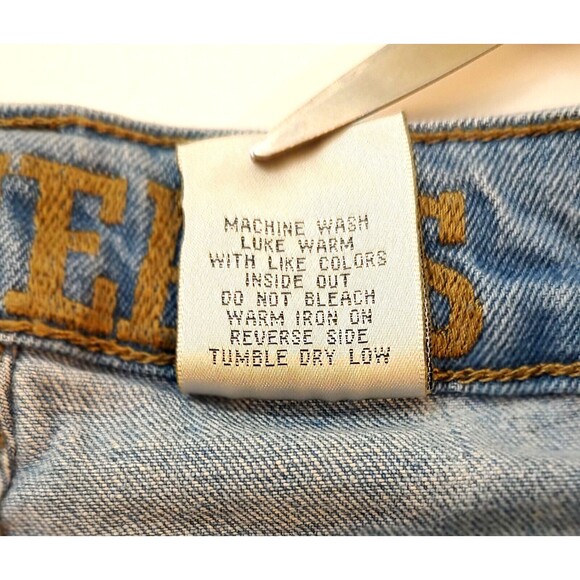 MACHINE WASH
LUKE WARM
WITH LIKE COLORS
INSIDE OUT
DO NOT BLEACH
WARM IRON ON
REVERSE SIDE
TUMBLE DRY LOW